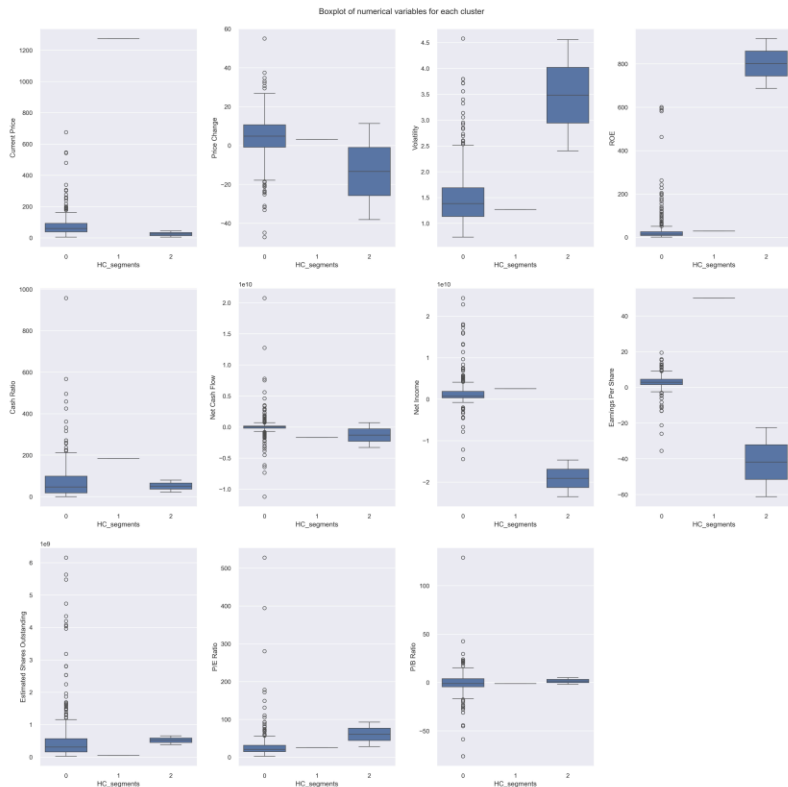 Boxplot of numerical variables for each cluster
Current Price
1200
1000
800
600
400
200
0
0 1 2
HC_segments
Price Change
60
40
20
0
−20
−40
0 1 2
HC_segments
Volatility
4.5
4.0
3.5
3.0
2.5
2.0
1.5
1.0
0 1 2
HC_segments
ROE
800
600
400
200
0
0 1 2
HC_segments
Cash Ratio
1000
800
600
400
200
0
0 1 2
HC_segments
1e10
Net Cash Flow
2.0
1.5
1.0
0.5
0.0
−0.5
−1.0
0 1 2
HC_segments
1e10
Net Income
2
1
0
−1
−2
0 1 2
HC_segments
Earnings Per Share
40
20
0
−20
−40
−60
0 1 2
HC_segments
1e9
Estimated Shares Outstanding
6
5
4
3
2
1
0
0 1 2
HC_segments
P/E Ratio
500
400
300
200
100
0
0 1 2
HC_segments
P/B Ratio
100
50
0
−50
0 1 2
HC_segments